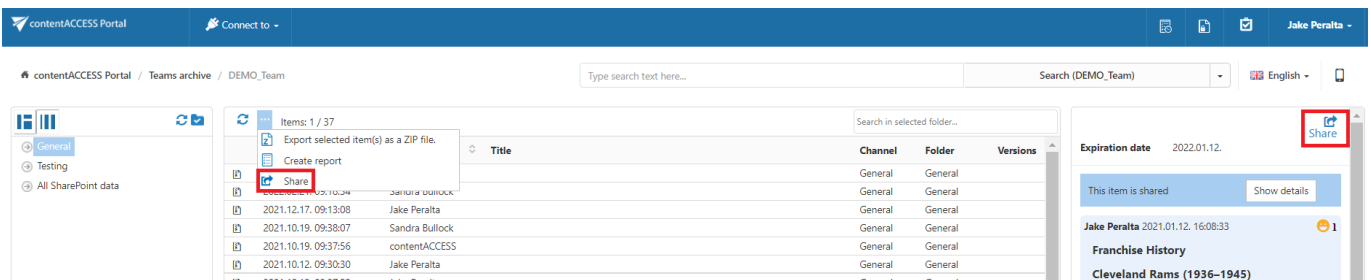 contentACCESS Portal
Connect to
Jake Peralta
contentACCESS Portal / Teams archive / DEMO_Team
Type search text here...
Search (DEMO_Team)
English
General
Testing
All SharePoint data
Items: 1 / 37
Search in selected folder...
Export selected item(s) as a ZIP file.
Create report
Share
Title
Channel Folder Versions
General General
Sandra Bullock General General
2021.12.17. 09:13:08 Jake Peralta General General
2021.10.19. 09:38:07 Sandra Bullock General General
2021.10.19. 09:37:56 contentACCESS General General
2021.10.12. 09:30:30 Jake Peralta General General
Share
Expiration date 2022.01.12.
This item is shared
Show details
Jake Peralta 2021.01.12. 16:08:33
1
Franchise History
Cleveland Rams (1936–1945)